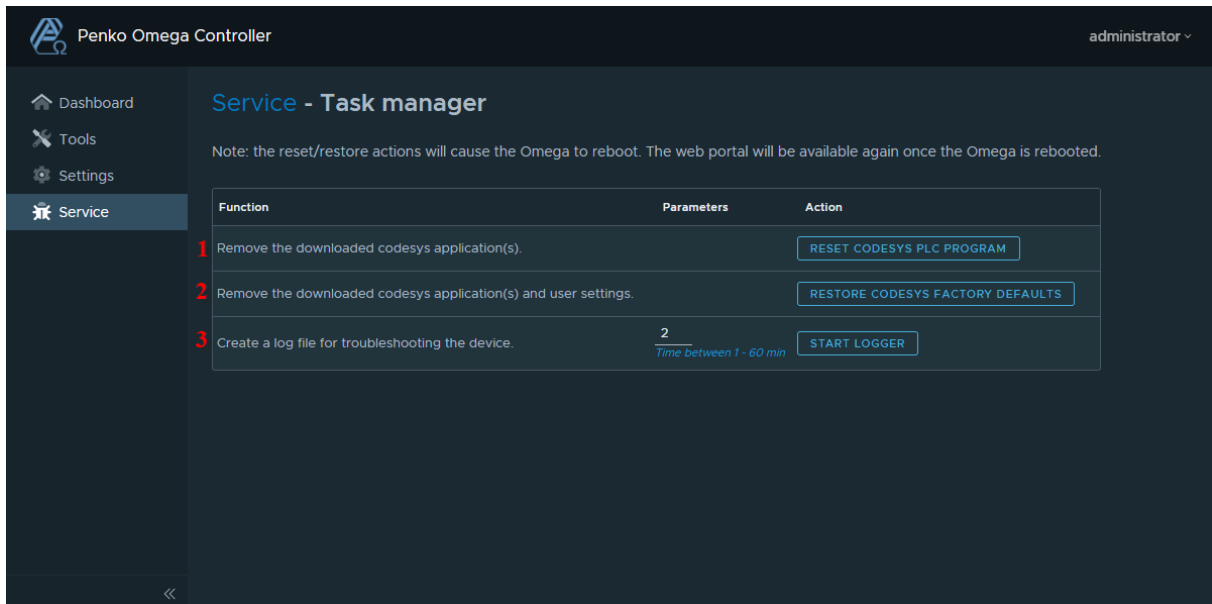 Penko Omega Controller
administrator
Dashboard
Tools
Settings
Service
Service - Task manager
Note: the reset/restore actions will cause the Omega to reboot. The web portal will be available again once the Omega is rebooted.
Function Parameters Action
1 Remove the downloaded codesys application(s). RESET CODESYS PLC PROGRAM
2 Remove the downloaded codesys application(s) and user settings. RESTORE CODESYS FACTORY DEFAULTS
3 Create a log file for troubleshooting the device. 2 START LOGGER
Time between 1 - 60 min